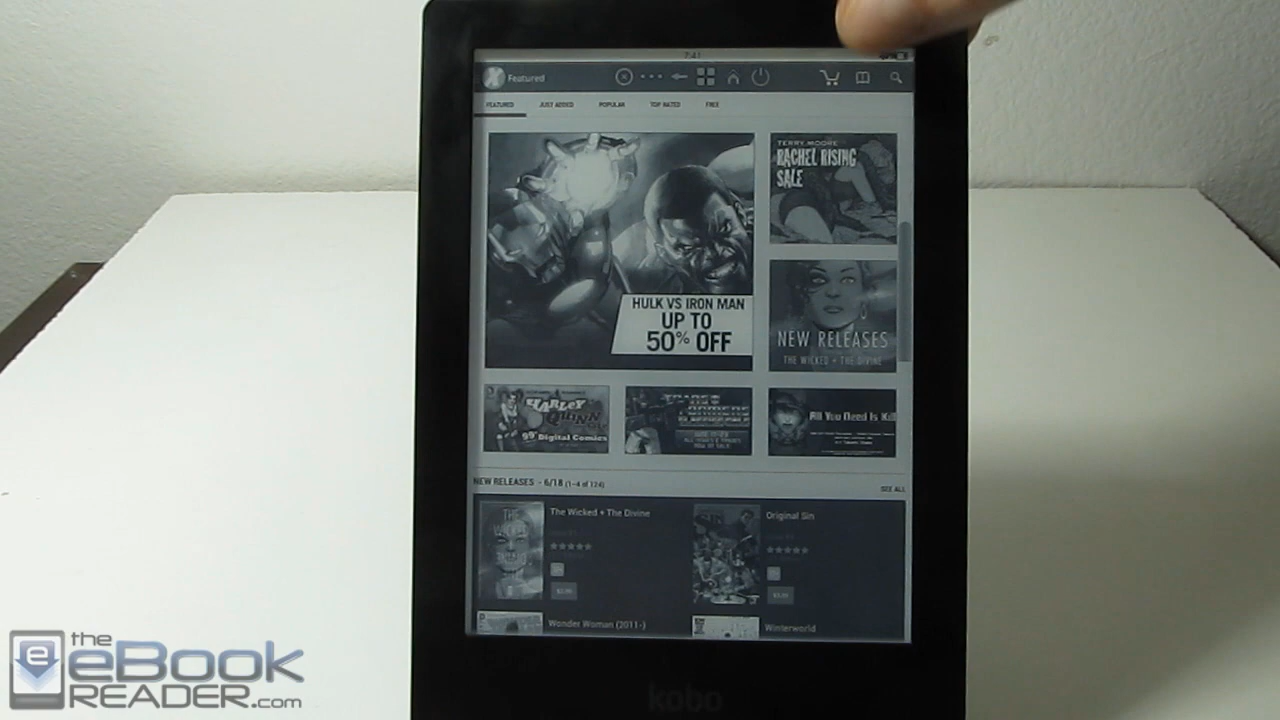 7:41
Featured
FEATURED JUST ADDED POPULAR TOP RATED FREE
TERRY MOORE
RACHEL RISING
SALE
HULK VS IRON MAN
UP TO
50% OFF
NEW RELEASES
THE WICKED + THE DIVINE
HARLEY
QUINN
99¢ Digital Comics
TRANSFORMERS
All You Need Is Kill
NEW RELEASES - 6/18 (1-4 of 124)
SEE ALL
The Wicked + The Divine
Original Sin
Wonder Woman (2011-)
Winterworld
kobo
the
eBook
READER.com